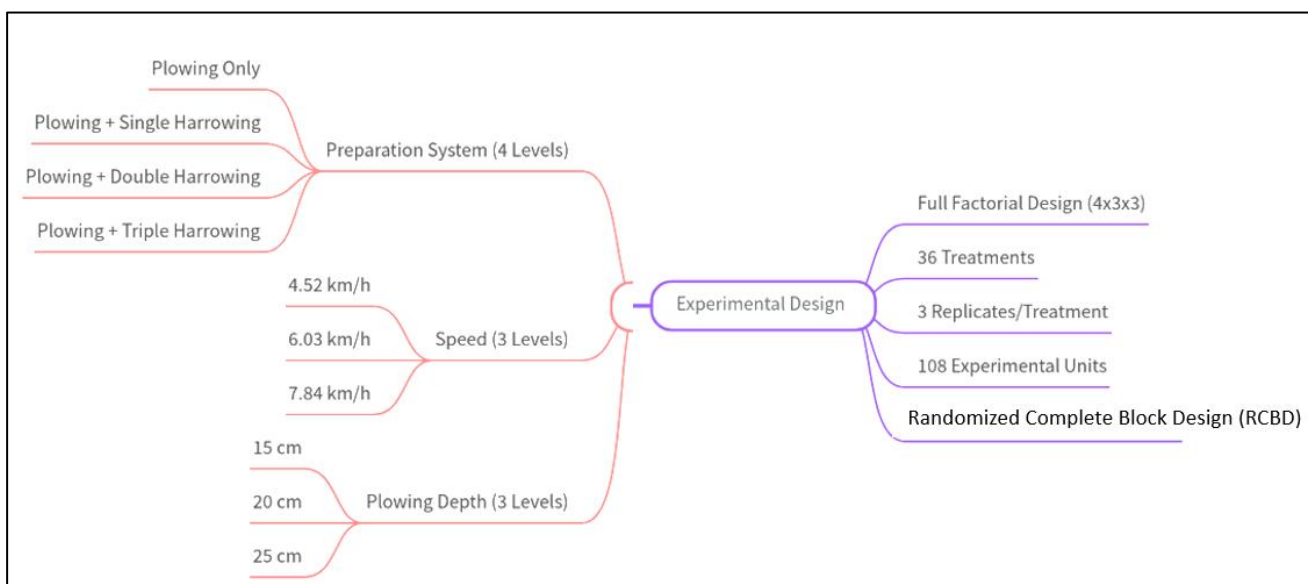 Plowing Only
Plowing + Single Harrowing
Plowing + Double Harrowing
Plowing + Triple Harrowing
Preparation System (4 Levels)
4.52 km/h
6.03 km/h
7.84 km/h
Speed (3 Levels)
15 cm
20 cm
25 cm
Plowing Depth (3 Levels)
Experimental Design
Full Factorial Design (4x3x3)
36 Treatments
3 Replicates/Treatment
108 Experimental Units
Randomized Complete Block Design (RCBD)